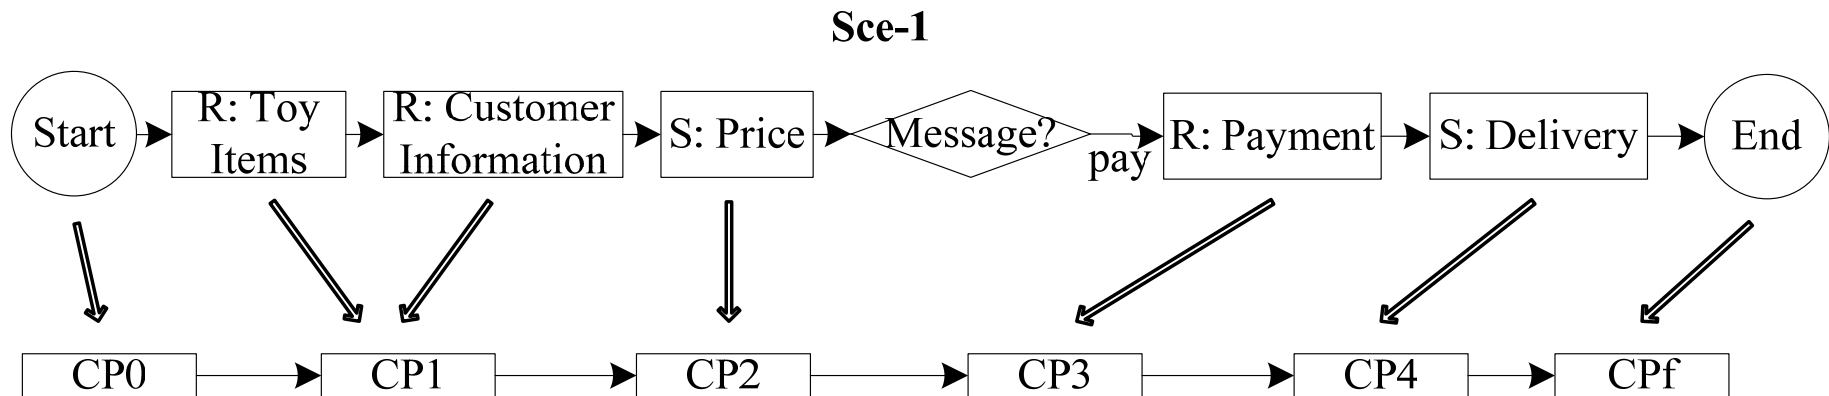 Sce-1
Start
R: Toy
Items
R: Customer
Information
S: Price
Message?
pay
R: Payment
S: Delivery
End
CP0
CP1
CP2
CP3
CP4
CPf